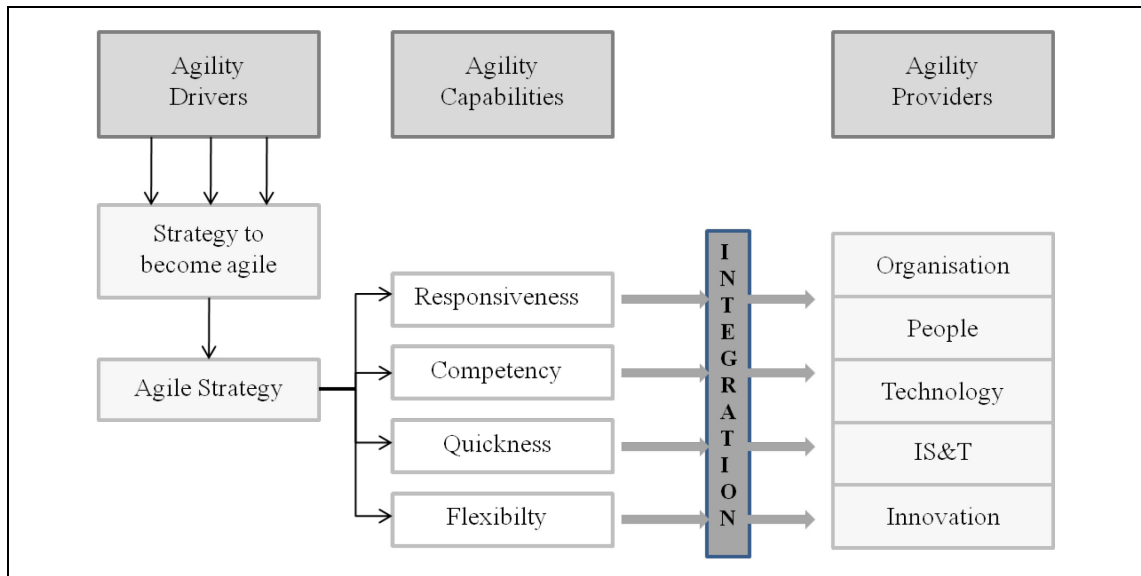 Agility
Drivers
Agility
Capabilities
Agility
Providers
Strategy to
become agile
Agile Strategy
Responsiveness
Competency
Quickness
Flexibilty
INTEGRATION
Organisation
People
Technology
IS&T
Innovation